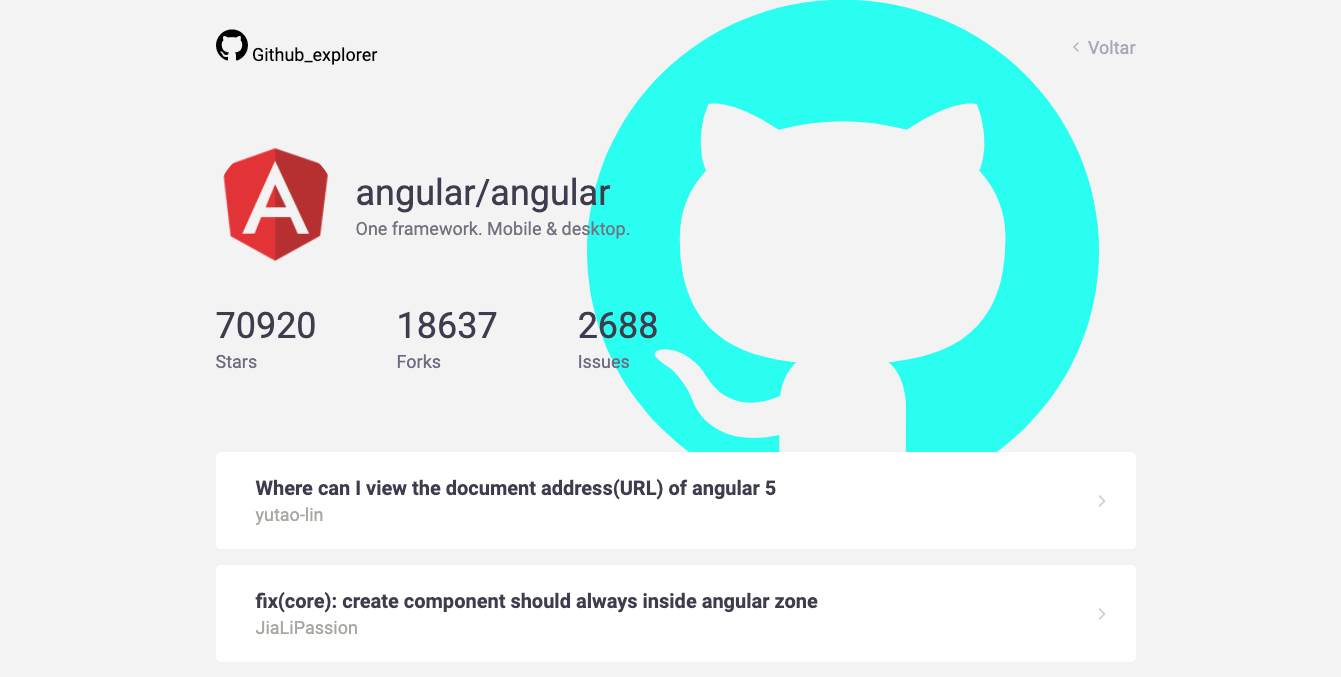 Github_explorer
Voltar
angular/angular
One framework. Mobile & desktop.
70920 18637 2688
Stars Forks Issues
Where can I view the document address(URL) of angular 5
yutao-lin
fix(core): create component should always inside angular zone
JiaLiPassion